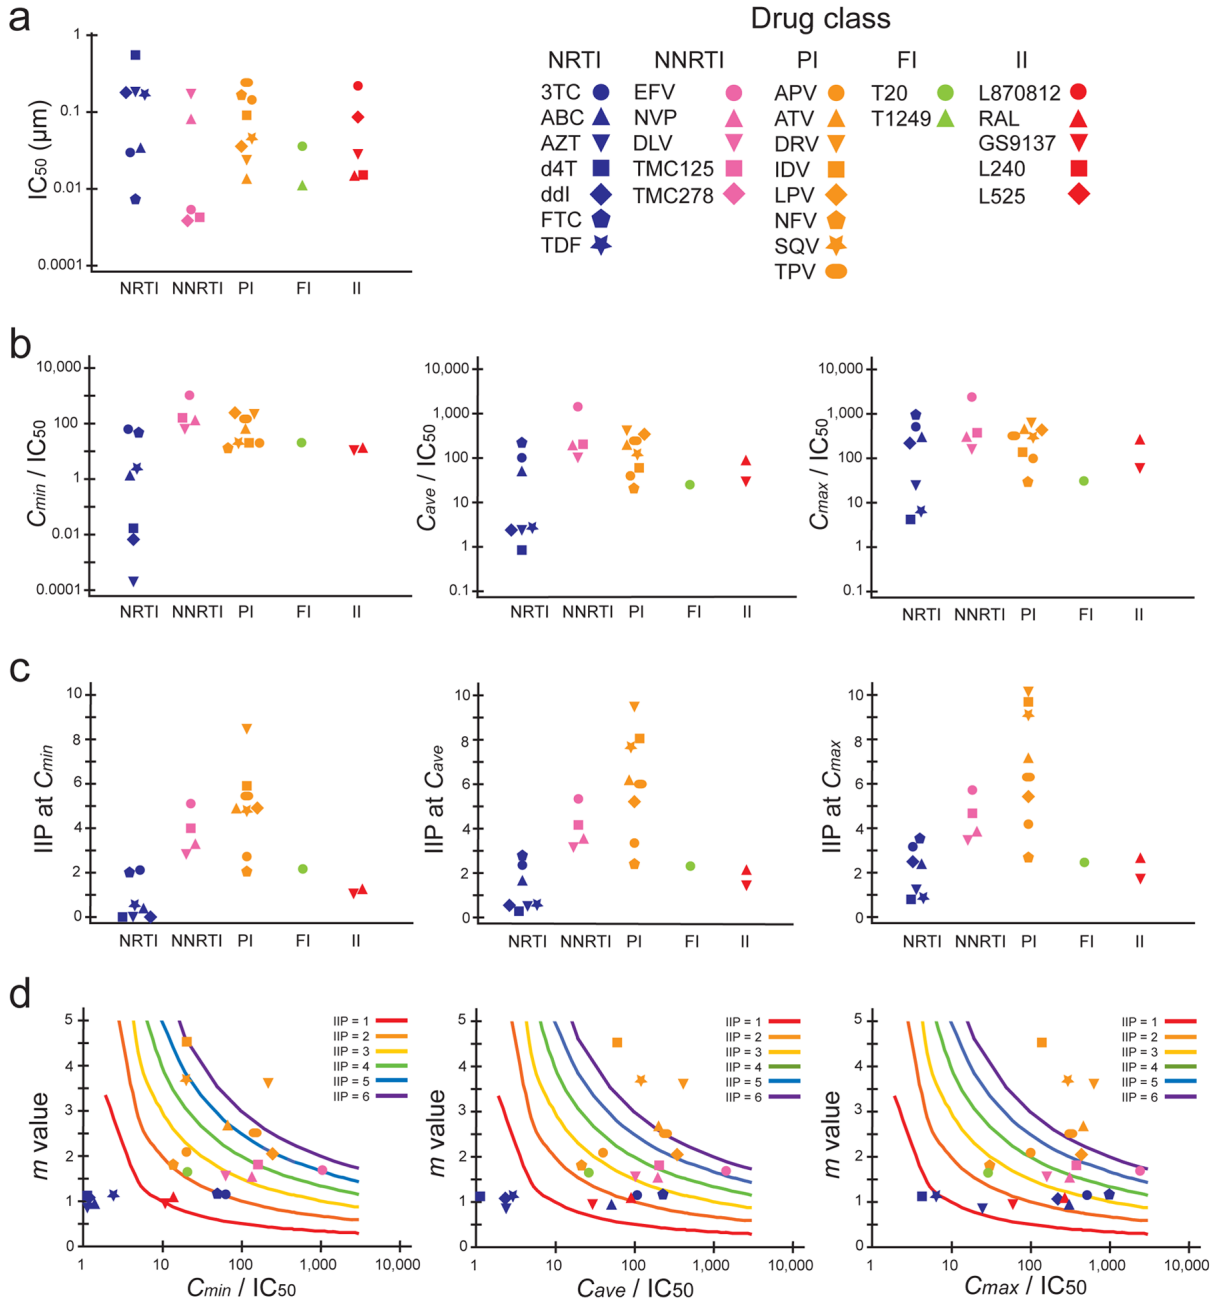 a
Drug class
NRTI NNRTI PI FI II
3TC EFV APV T20 L870812
ABC NVP ATV T1249 RAL
AZT DLV DRV GS9137
d4T TMC125 IDV L240
ddI TMC278 LPV L525
FTC NFV
TDF SQV
TPV
IC50 (µm)
1
0.1
0.01
0.0001
NRTI NNRTI PI FI II
b
Cmin / IC50
10,000
100
1
0.01
0.0001
NRTI NNRTI PI FI II
Cave / IC50
10,000
1,000
100
10
1
0.1
NRTI NNRTI PI FI II
Cmax / IC50
10,000
1,000
100
10
1
0.1
NRTI NNRTI PI FI II
c
IIP at Cmin
10
8
6
4
2
0
NRTI NNRTI PI FI II
IIP at Cave
10
8
6
4
2
0
NRTI NNRTI PI FI II
IIP at Cmax
10
8
6
4
2
0
NRTI NNRTI PI FI II
d
m value
5
4
3
2
1
0
IIP = 1
IIP = 2
IIP = 3
IIP = 4
IIP = 5
IIP = 6
1 10 100 1,000 10,000
Cmin / IC50
m value
5
4
3
2
1
0
IIP = 1
IIP = 2
IIP = 3
IIP = 4
IIP = 5
IIP = 6
1 10 100 1,000 10,000
Cave / IC50
m value
5
4
3
2
1
0
IIP = 1
IIP = 2
IIP = 3
IIP = 4
IIP = 5
IIP = 6
1 10 100 1,000 10,000
Cmax / IC50